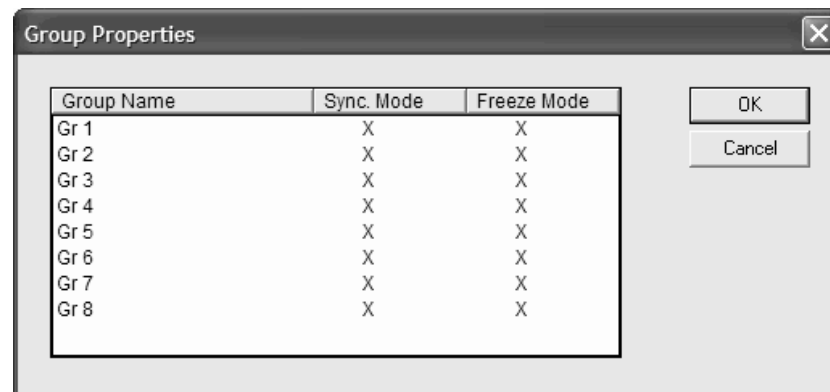 Group Properties
Group Name Sync. Mode Freeze Mode
OK
Gr 1 X X
Gr 2 X X
Cancel
Gr 3 X X
Gr 4 X X
Gr 5 X X
Gr 6 X X
Gr 7 X X
Gr 8 X X